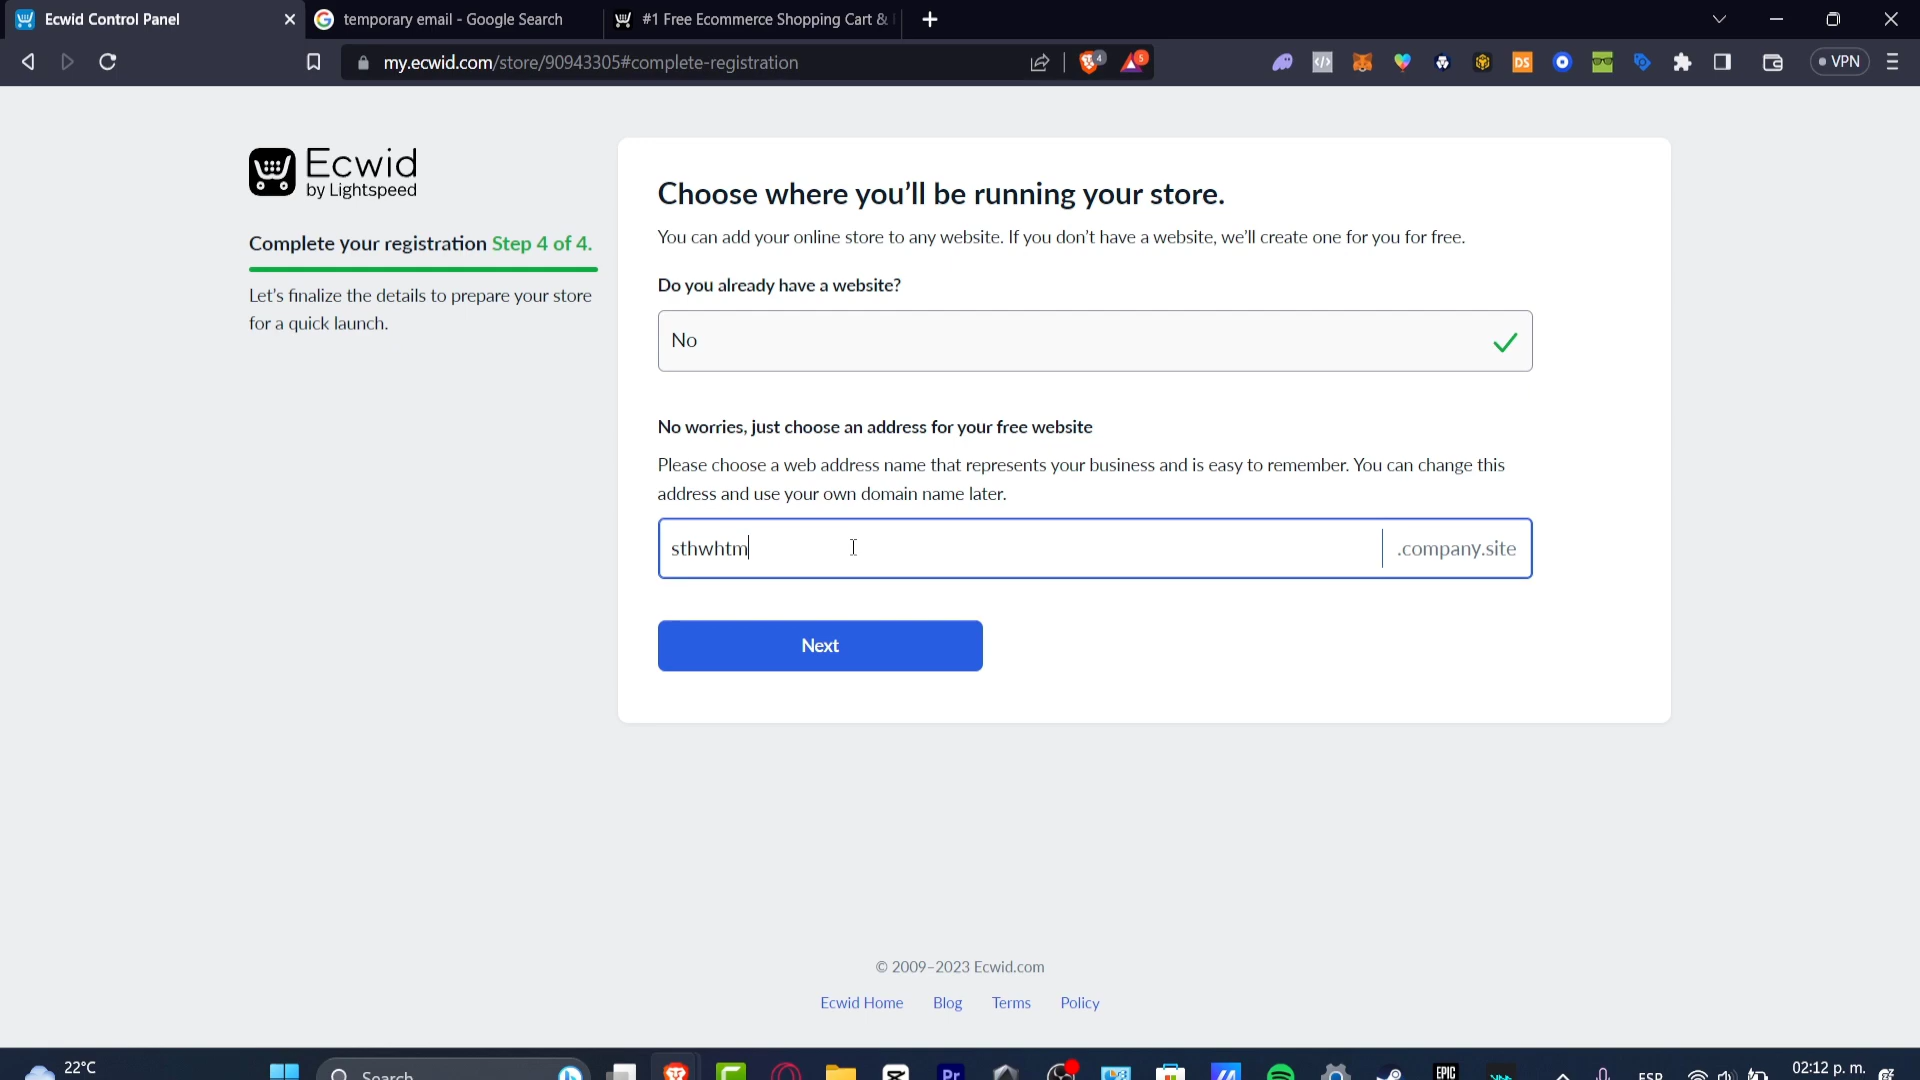 Ecwid Control Panel
temporary email - Google Search
#1 Free Ecommerce Shopping Cart &
my.ecwid.com/store/90943305#complete-registration
4
5
DS
VPN
Ecwid
by Lightspeed
Complete your registration Step 4 of 4.
Let's finalize the details to prepare your store
for a quick launch.
Choose where you'll be running your store.
You can add your online store to any website. If you don't have a website, we'll create one for you for free.
Do you already have a website?
No
No worries, just choose an address for your free website
Please choose a web address name that represents your business and is easy to remember. You can change this
address and use your own domain name later.
sthwhtm
.company.site
Next
© 2009–2023 Ecwid.com
Ecwid Home Blog Terms Policy
22°C
Search
Pr
EPIC
ESP
02:12 p. m.